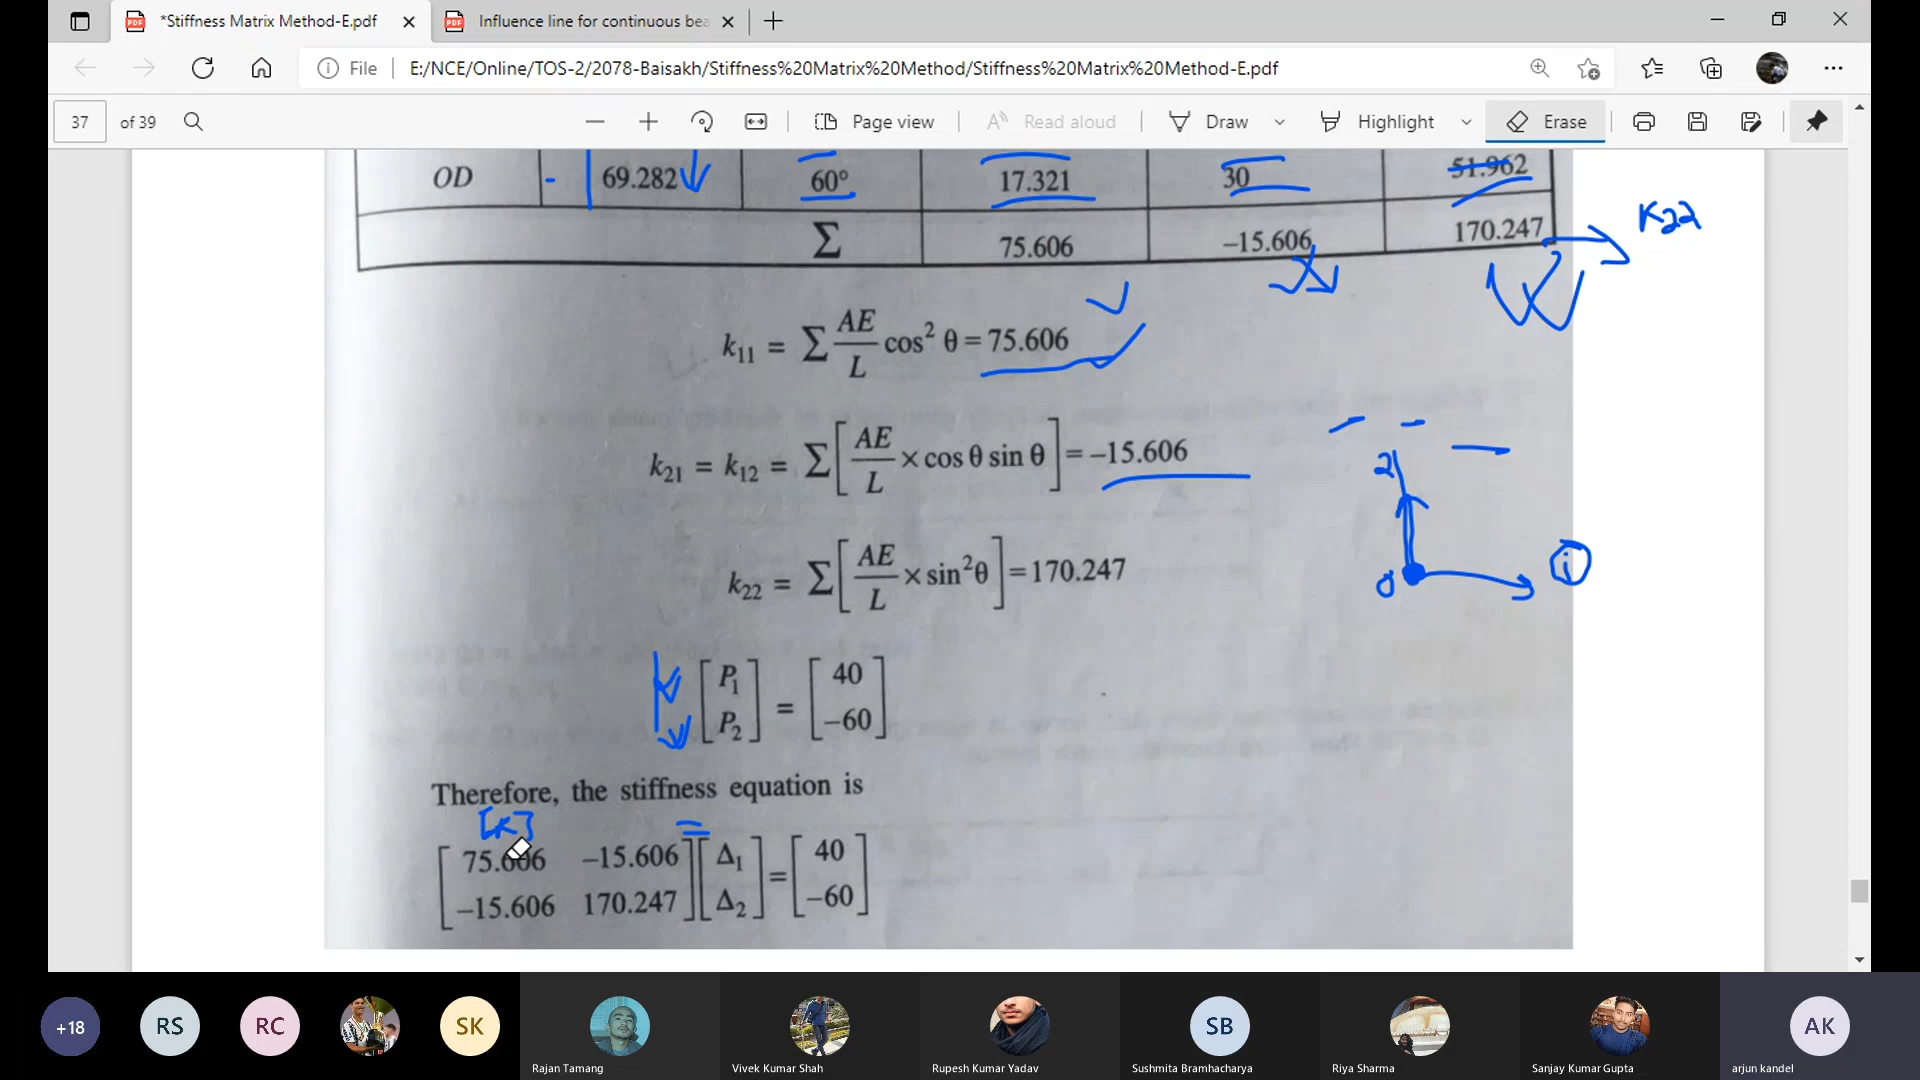 *Stiffness Matrix Method-E.pdf
Influence line for continuous bea
File
E:/NCE/Online/TOS-2/2078-Baisakh/Stiffness%20Matrix%20Method/Stiffness%20Matrix%20Method-E.pdf
37 of 39
Page view
Read aloud
Draw
Highlight
Erase
OD - 69.282 60° 17.321 30 51.962
Σ 75.606 –15.606 170.247
K22
k11 = Σ AE/L cos² θ = 75.606
k21 = k12 = Σ[AE/L × cos θ sin θ] = –15.606
2
k22 = Σ[AE/L × sin²θ] = 170.247
0
[P1 P2] = [40 –60]
Therefore, the stiffness equation is
[K]
[75.606 –15.606] [Δ1] = [40]
[–15.606 170.247] [Δ2] [–60]
+18
RS
RC
SK
Rajan Tamang
Vivek Kumar Shah
Rupesh Kumar Yadav
SB
Sushmita Bramhacharya
Riya Sharma
Sanjay Kumar Gupta
AK
arjun kandel